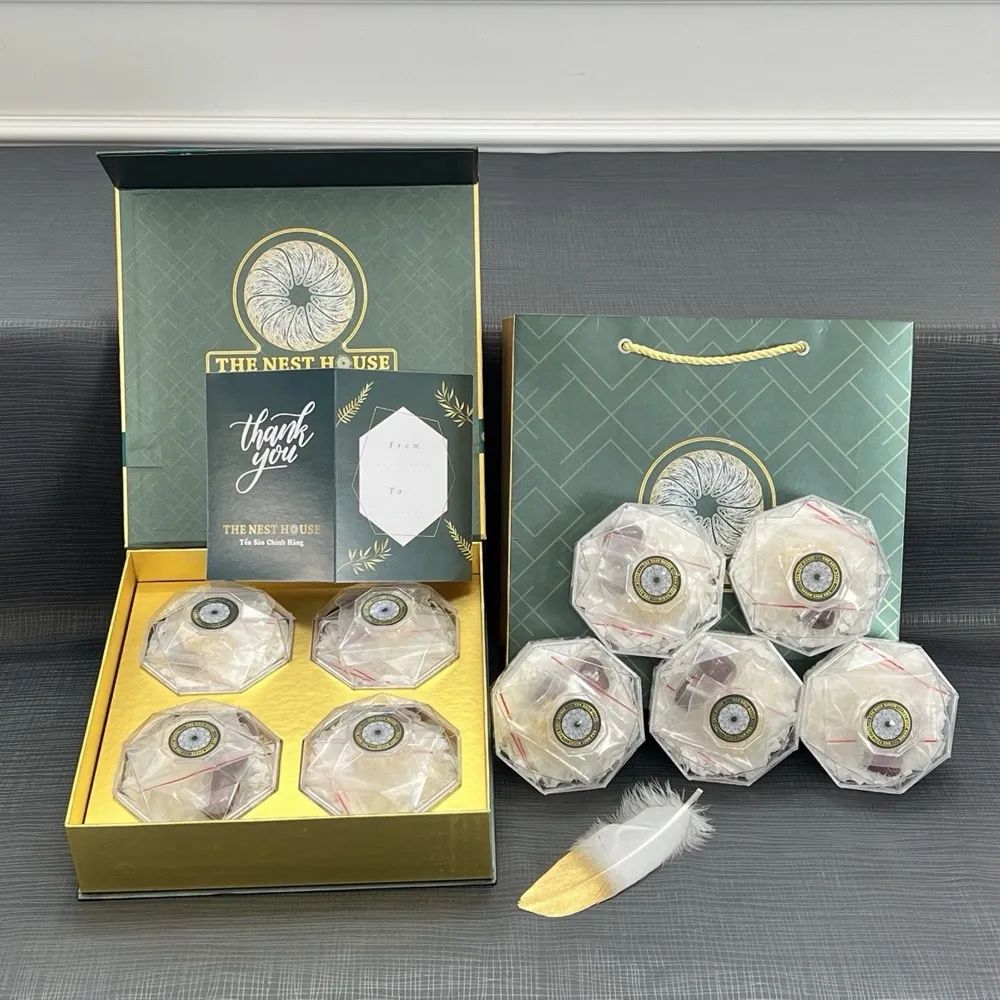 THE NEST HOUSE
thank
you
THE NEST HOUSE
Yến Sào Chính Hãng
From
To